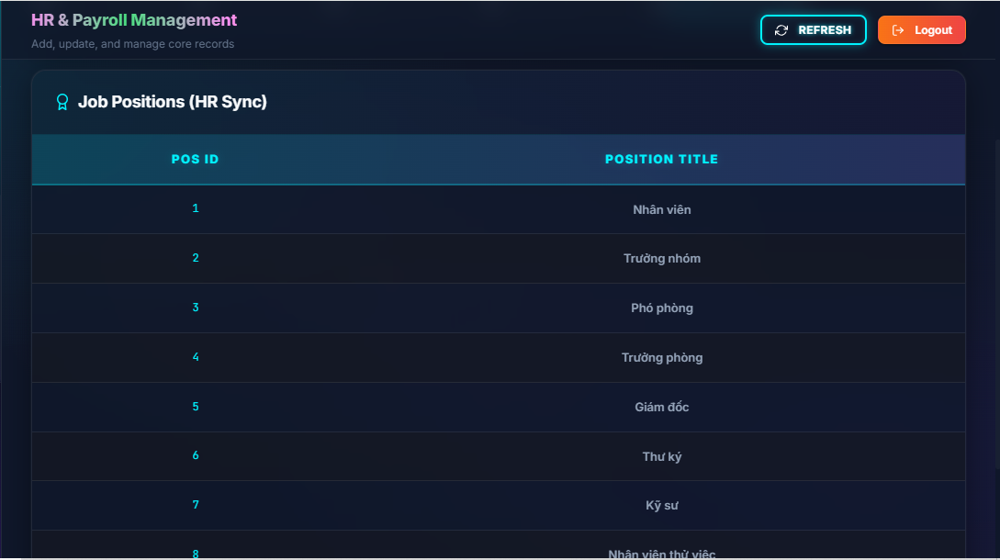 HR & Payroll Management
Add, update, and manage core records
REFRESH
Logout
Job Positions (HR Sync)
POS ID POSITION TITLE
1 Nhân viên
2 Trưởng nhóm
3 Phó phòng
4 Trưởng phòng
5 Giám đốc
6 Thư ký
7 Kỹ sư
8 Nhân viên thử việc